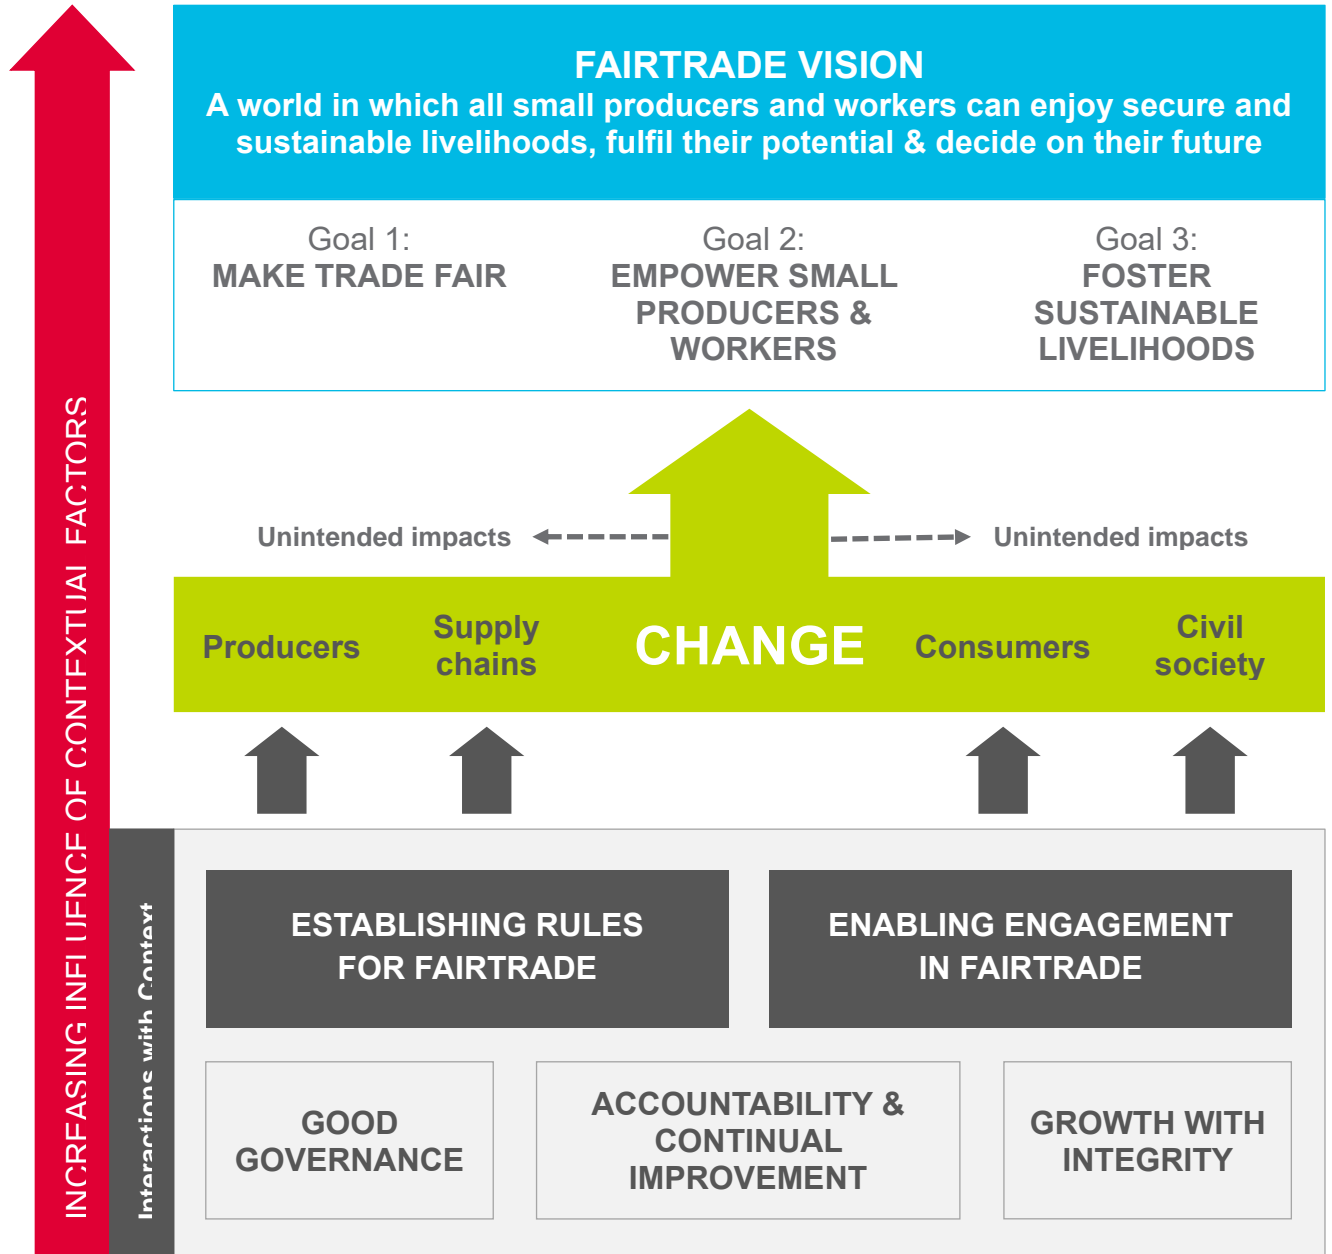 FAIRTRADE VISION
A world in which all small producers and workers can enjoy secure and
sustainable livelihoods, fulfil their potential & decide on their future
Goal 1:
MAKE TRADE FAIR
Goal 2:
EMPOWER SMALL
PRODUCERS &
WORKERS
Goal 3:
FOSTER
SUSTAINABLE
LIVELIHOODS
INCREASING INFLUENCE OF CONTEXTUAL FACTORS
Unintended impacts
Unintended impacts
Producers
Supply
chains
CHANGE
Consumers
Civil
society
Interactions with Context
ESTABLISHING RULES
FOR FAIRTRADE
ENABLING ENGAGEMENT
IN FAIRTRADE
GOOD
GOVERNANCE
ACCOUNTABILITY &
CONTINUAL
IMPROVEMENT
GROWTH WITH
INTEGRITY